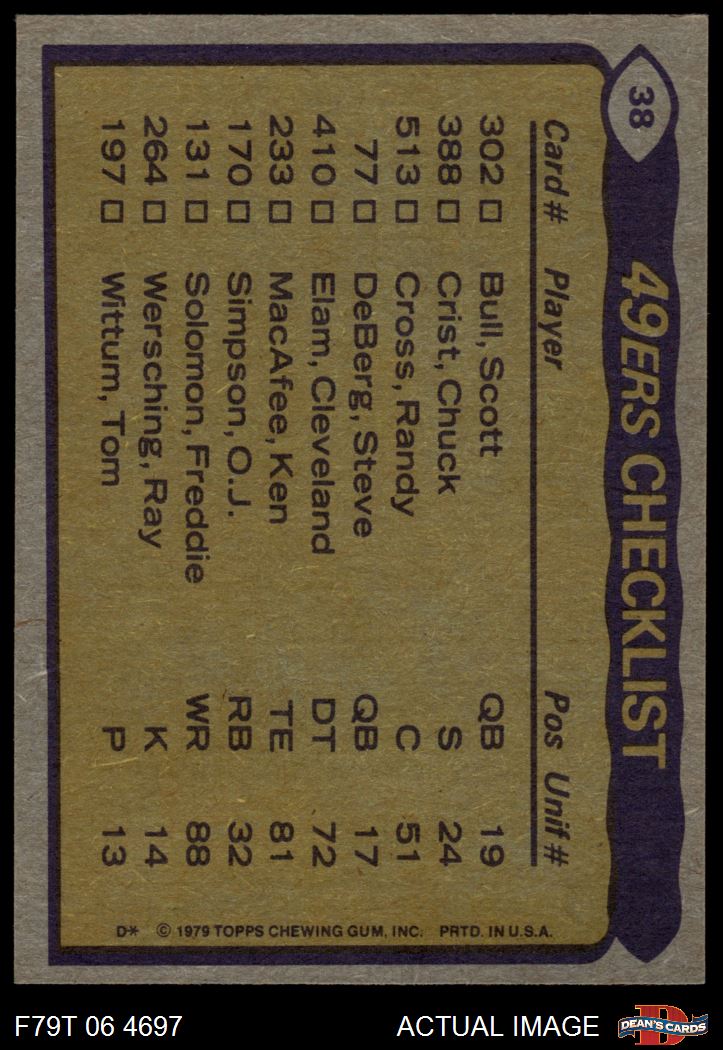 38
49ERS CHECKLIST
Card # Player Pos Unif #
302 Bull, Scott QB 19
388 Crist, Chuck S 24
513 Cross, Randy C 51
77 DeBerg, Steve QB 17
410 Elam, Cleveland DT 72
233 MacAfee, Ken TE 81
170 Simpson, O.J. RB 32
131 Solomon, Freddie WR 88
264 Wersching, Ray K 14
197 Wittum, Tom P 13
D* © 1979 TOPPS CHEWING GUM, INC. PRTD. IN U.S.A.
F79T 06 4697 ACTUAL IMAGE
D
DEAN'S CARDS